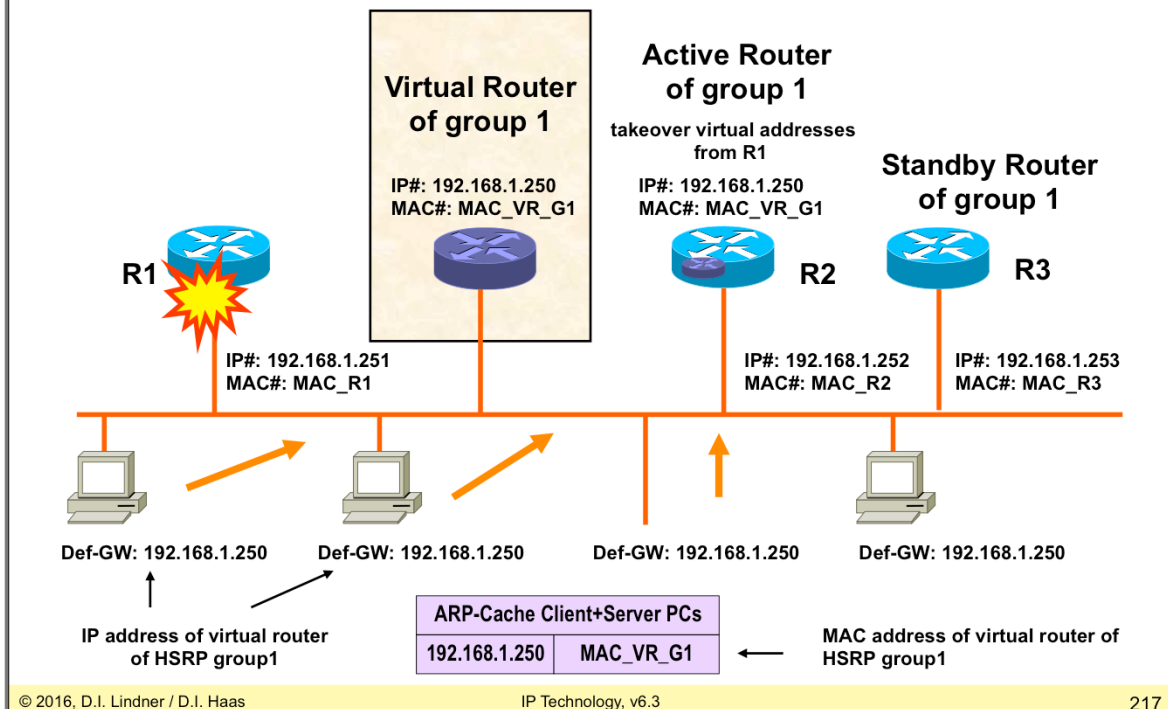 Virtual Router
of group 1
IP#: 192.168.1.250
MAC#: MAC_VR_G1
Active Router
of group 1
takeover virtual addresses
from R1
IP#: 192.168.1.250
MAC#: MAC_VR_G1
Standby Router
of group 1
R1
R2
R3
IP#: 192.168.1.251
MAC#: MAC_R1
IP#: 192.168.1.252
MAC#: MAC_R2
IP#: 192.168.1.253
MAC#: MAC_R3
Def-GW: 192.168.1.250
Def-GW: 192.168.1.250
Def-GW: 192.168.1.250
Def-GW: 192.168.1.250
IP address of virtual router
of HSRP group1
ARP-Cache Client+Server PCs
192.168.1.250 MAC_VR_G1
MAC address of virtual router of
HSRP group1
© 2016, D.I. Lindner / D.I. Haas
IP Technology, v6.3
217